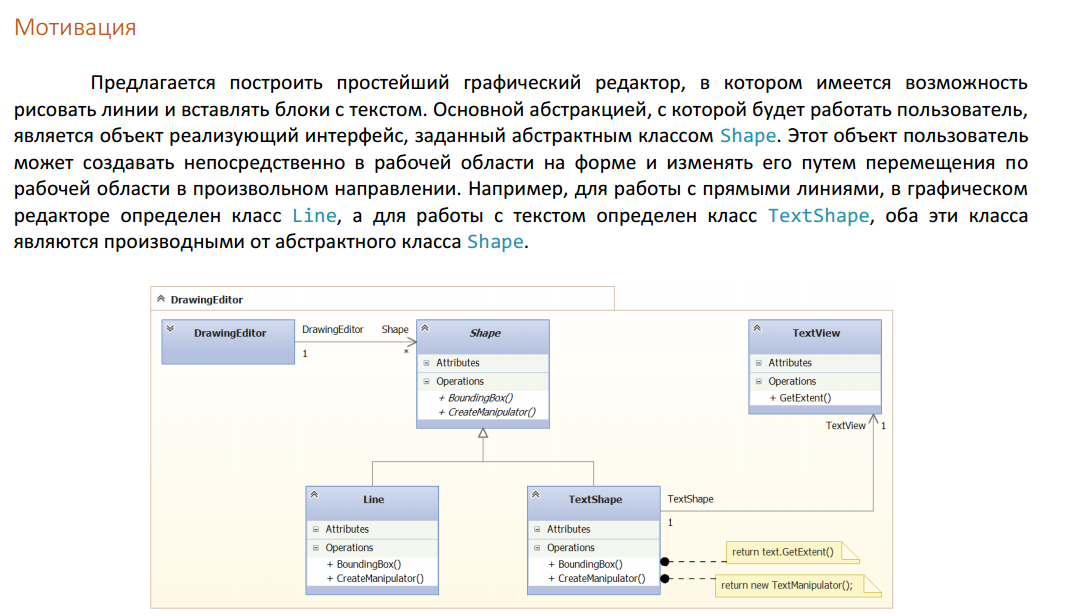 Мотивация
Предлагается построить простейший графический редактор, в котором имеется возможность
рисовать линии и вставлять блоки с текстом. Основной абстракцией, с которой будет работать пользователь,
является объект реализующий интерфейс, заданный абстрактным классом Shape. Этот объект пользователь
может создавать непосредственно в рабочей области на форме и изменять его путем перемещения по
рабочей области в произвольном направлении. Например, для работы с прямыми линиями, в графическом
редакторе определен класс Line, а для работы с текстом определен класс TextShape, оба эти класса
являются производными от абстрактного класса Shape.
DrawingEditor
DrawingEditor
DrawingEditor
Shape
1
*
Shape
Attributes
Operations
+ BoundingBox()
+ CreateManipulator()
TextView
Attributes
Operations
+ GetExtent()
TextView
1
Line
Attributes
Operations
+ BoundingBox()
+ CreateManipulator()
TextShape
Attributes
Operations
+ BoundingBox()
+ CreateManipulator()
TextShape
1
return text.GetExtent()
return new TextManipulator();